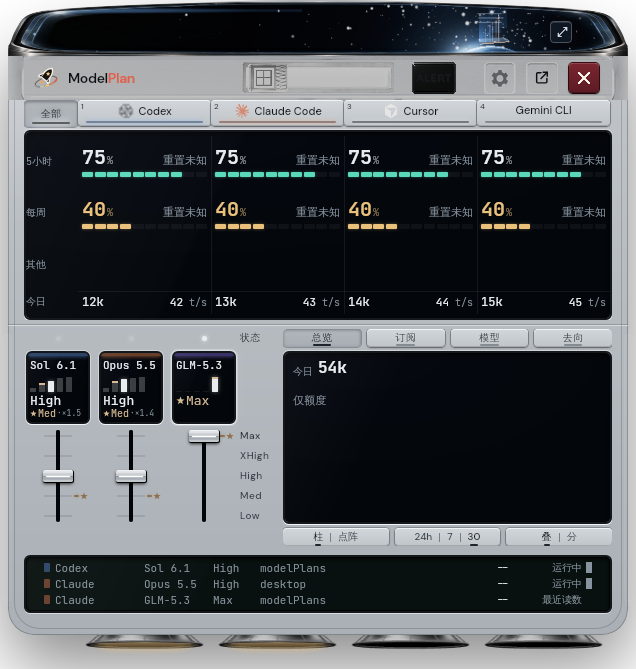 ModelPlan ALERT
全部 1 Codex 2 Claude Code 3 Cursor 4 Gemini CLI
5小时 75% 重置未知 75% 重置未知 75% 重置未知 75% 重置未知
每周 40% 重置未知 40% 重置未知 40% 重置未知 40% 重置未知
其他
今日 12k 42 t/s 13k 43 t/s 14k 44 t/s 15k 45 t/s
状态 总览 订阅 模型 去向
Sol 6.1 Opus 5.5 GLM-5.3
High High ★Max
★Med·×1.5 ★Med·×1.4
今日 54k
仅额度
Max
XHigh
High
Med
Low
柱 | 点阵 24h | 7 | 30 叠 | 分
Codex Sol 6.1 High modelPlans —— 运行中
Claude Opus 5.5 High desktop —— 运行中
Claude GLM-5.3 Max modelPlans —— 最近读数